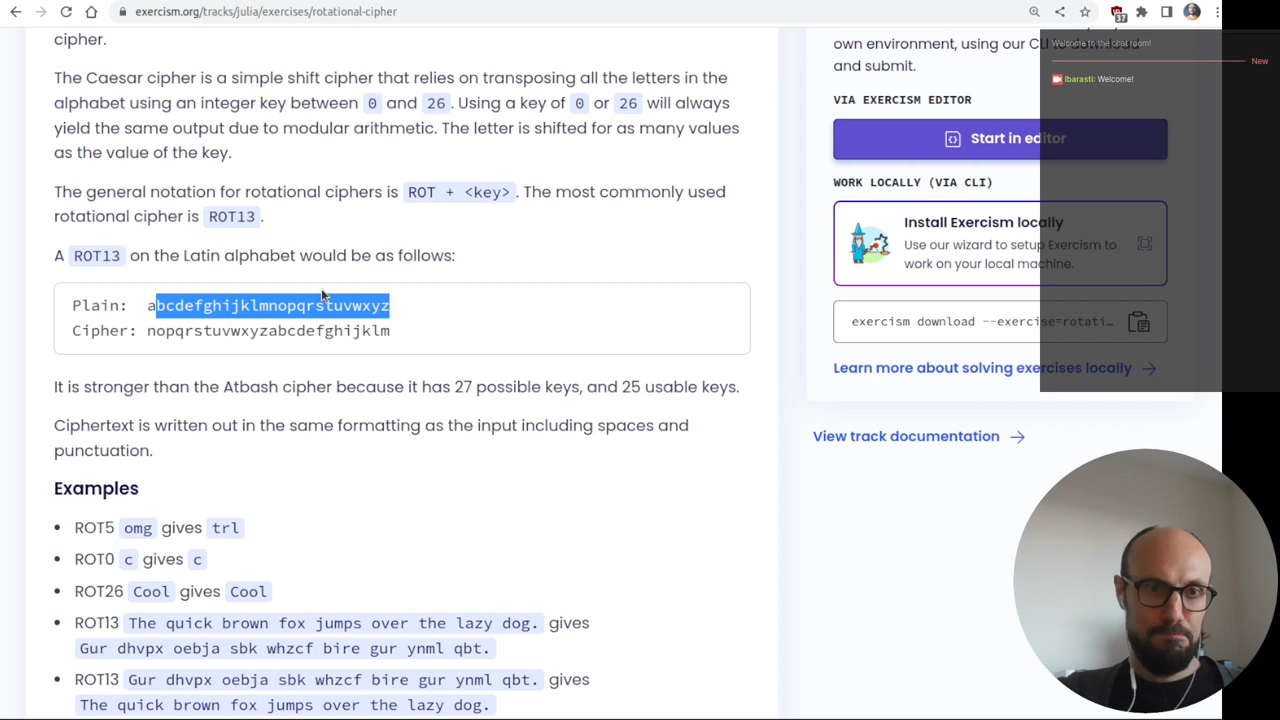 exercism.org/tracks/julia/exercises/rotational-cipher
37
cipher.
The Caesar cipher is a simple shift cipher that relies on transposing all the letters in the
alphabet using an integer key between 0 and 26. Using a key of 0 or 26 will always
yield the same output due to modular arithmetic. The letter is shifted for as many values
as the value of the key.
The general notation for rotational ciphers is ROT + <key>. The most commonly used
rotational cipher is ROT13.
A ROT13 on the Latin alphabet would be as follows:
Plain: abcdefghijklmnopqrstuvwxyz
Cipher: nopqrstuvwxyzabcdefghijklm
It is stronger than the Atbash cipher because it has 27 possible keys, and 25 usable keys.
Ciphertext is written out in the same formatting as the input including spaces and
punctuation.
Examples
ROT5 omg gives trl
ROT0 c gives c
ROT26 Cool gives Cool
ROT13 The quick brown fox jumps over the lazy dog. gives
Gur dhvpx oebja sbk whzcf bire gur ynml qbt.
ROT13 Gur dhvpx oebja sbk whzcf bire gur ynml qbt. gives
The quick brown fox jumps over the lazy dog.
own environment, using our CLI to download
and submit.
VIA EXERCISM EDITOR
Start in editor
WORK LOCALLY (VIA CLI)
Install Exercism locally
Use our wizard to setup Exercism to
work on your local machine.
exercism download --exercise=rotati…
Learn more about solving exercises locally
View track documentation
Welcome to the chat room!
New
lbarasti: Welcome!